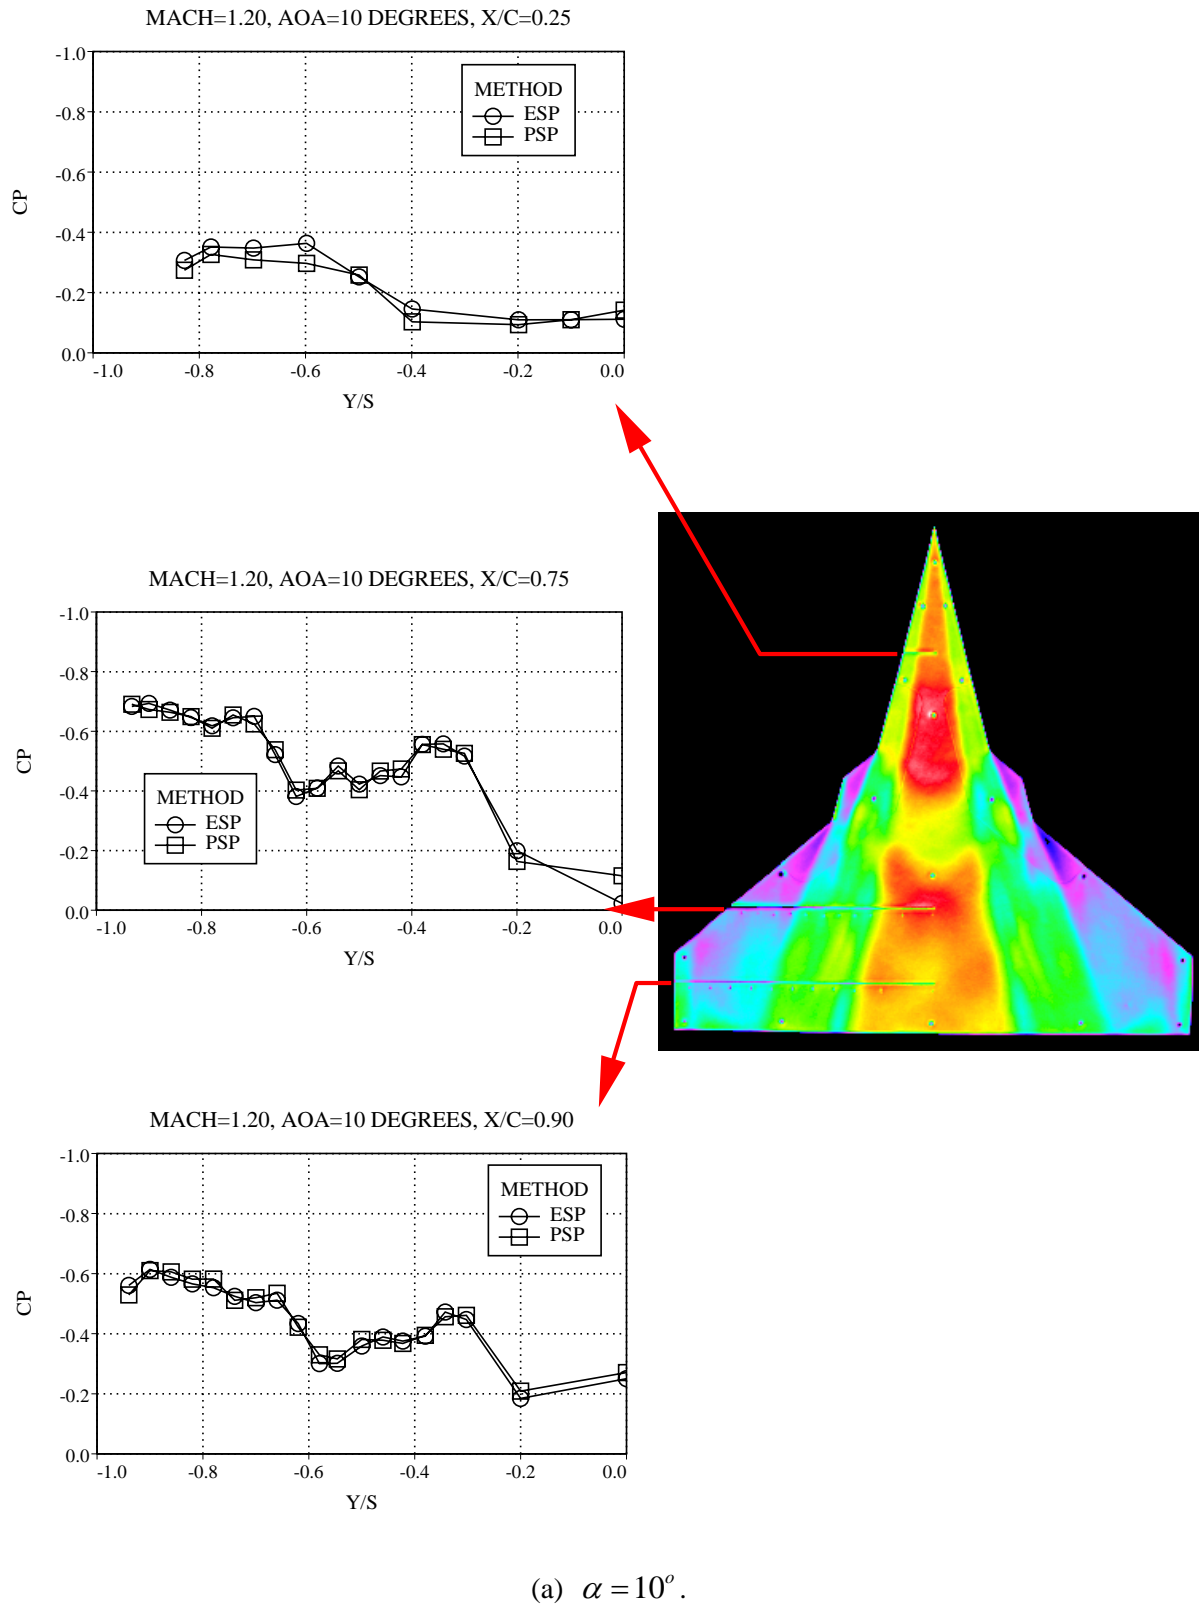 MACH=1.20, AOA=10 DEGREES, X/C=0.25
-1.0
-0.8
-0.6
-0.4
-0.2
0.0
CP
METHOD
ESP
PSP
-1.0 -0.8 -0.6 -0.4 -0.2 0.0
Y/S
MACH=1.20, AOA=10 DEGREES, X/C=0.75
-1.0
-0.8
-0.6
-0.4
-0.2
0.0
CP
METHOD
ESP
PSP
-1.0 -0.8 -0.6 -0.4 -0.2 0.0
Y/S
MACH=1.20, AOA=10 DEGREES, X/C=0.90
-1.0
-0.8
-0.6
-0.4
-0.2
0.0
CP
METHOD
ESP
PSP
-1.0 -0.8 -0.6 -0.4 -0.2 0.0
Y/S
(a) α = 10º.